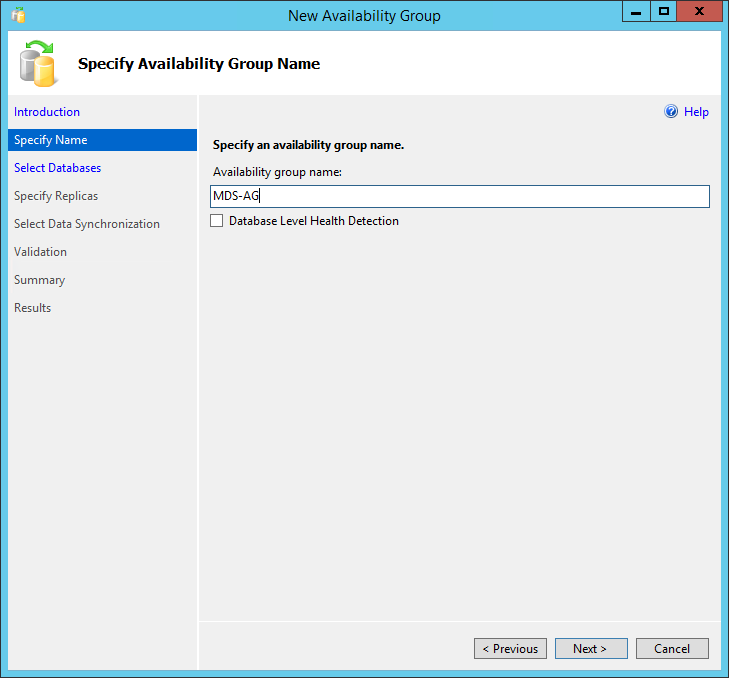 New Availability Group
Specify Availability Group Name
Introduction
Specify Name
Select Databases
Specify Replicas
Select Data Synchronization
Validation
Summary
Results
Help
Specify an availability group name.
Availability group name:
MDS-AG
Database Level Health Detection
< Previous
Next >
Cancel